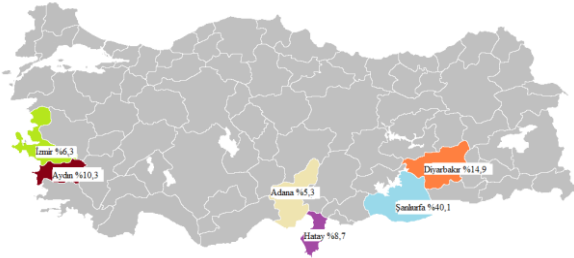 İzmir %6,3
Aydın %10,3
Adana %5,3
Hatay %8,7
Diyarbakır %14,9
Şanlıurfa %40,1